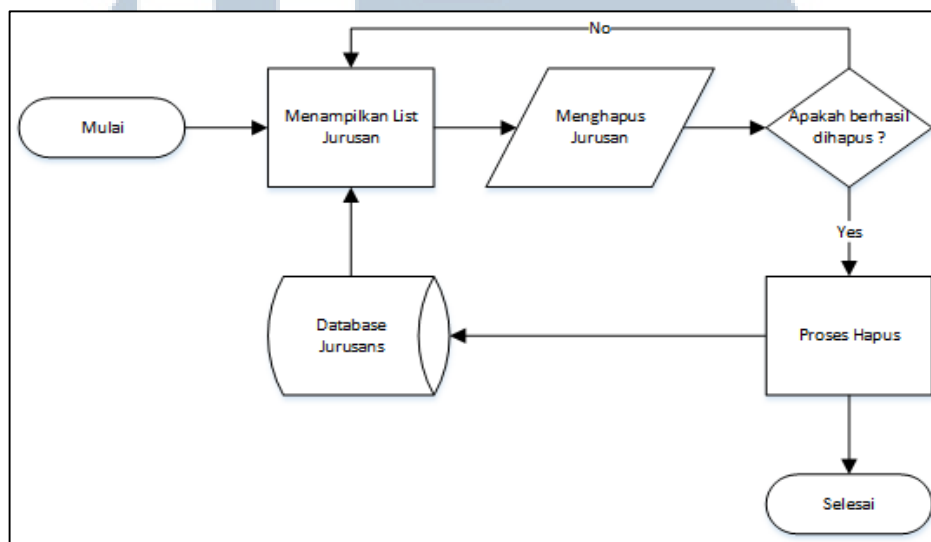 No
Mulai
Menampilkan List
Jurusan
Menghapus
Jurusan
Apakah berhasil
dihapus ?
Yes
Database
Jurusans
Proses Hapus
Selesai